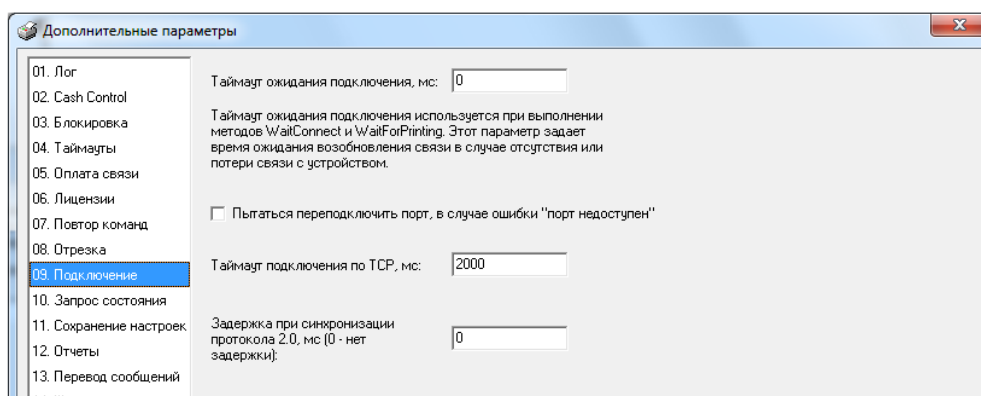 Дополнительные параметры
01. Лог
02. Cash Control
03. Блокировка
04. Таймауты
05. Оплата связи
06. Лицензии
07. Повтор команд
08. Отрезка
09. Подключение
10. Запрос состояния
11. Сохранение настроек
12. Отчеты
13. Перевод сообщений
Таймаут ожидания подключения, мс: 0
Таймаут ожидания подключения используется при выполнении
методов WaitConnect и WaitForPrinting. Этот параметр задает
время ожидания возобновления связи в случае отсутствия или
потери связи с устройством.
Пытаться переподключить порт, в случае ошибки "порт недоступен"
Таймаут подключения по TCP, мс: 2000
Задержка при синхронизации
протокола 2.0, мс (0 - нет
задержки): 0